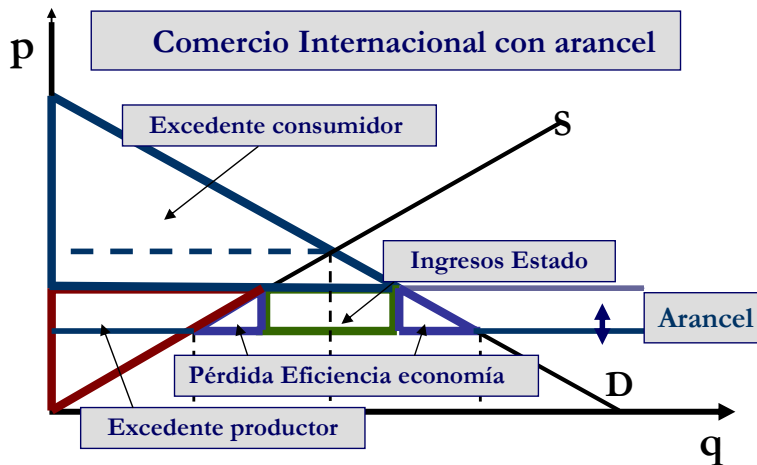 Comercio Internacional con arancel
p
Excedente consumidor
S
Ingresos Estado
Arancel
Pérdida Eficiencia economía
D
Excedente productor
q